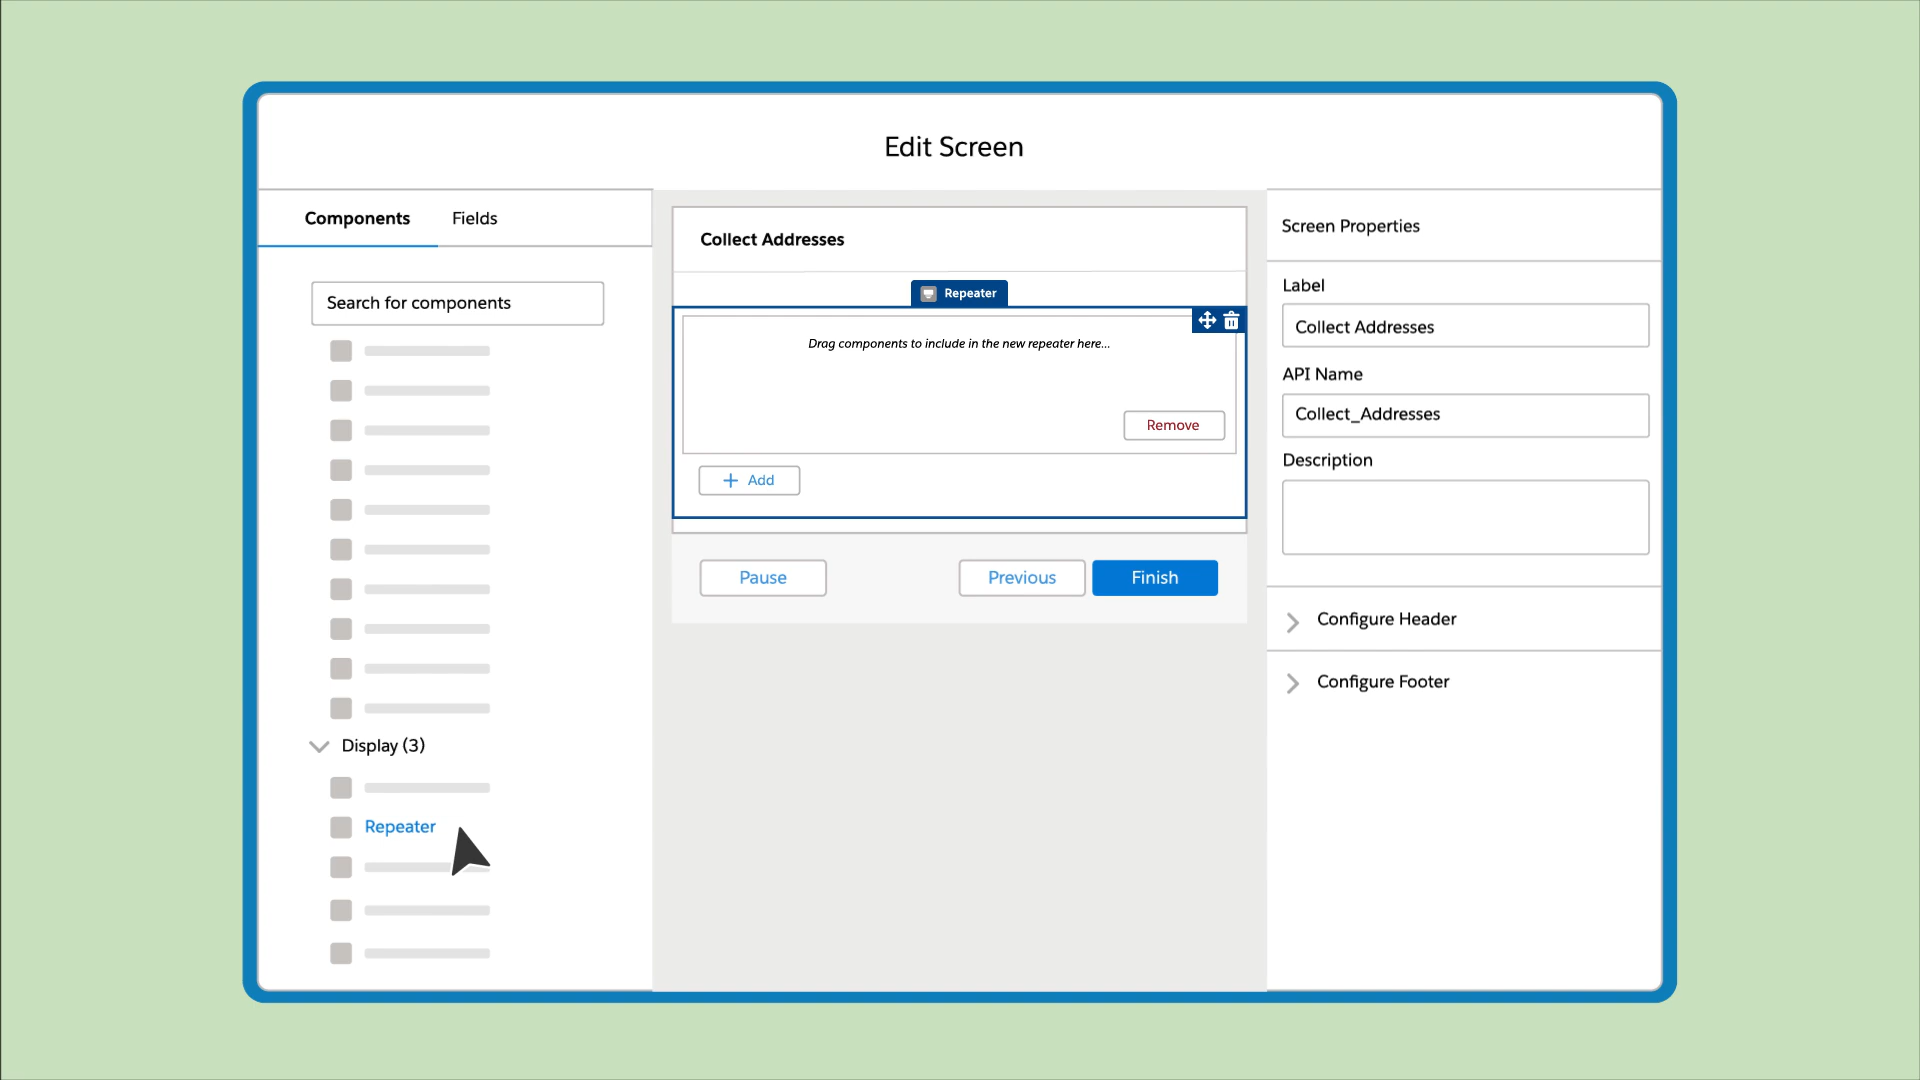 Edit Screen
Components
Fields
Search for components
Display (3)
Repeater
Collect Addresses
Repeater
Drag components to include in the new repeater here...
Remove
Add
Pause
Previous
Finish
Screen Properties
Label
Collect Addresses
API Name
Collect_Addresses
Description
Configure Header
Configure Footer